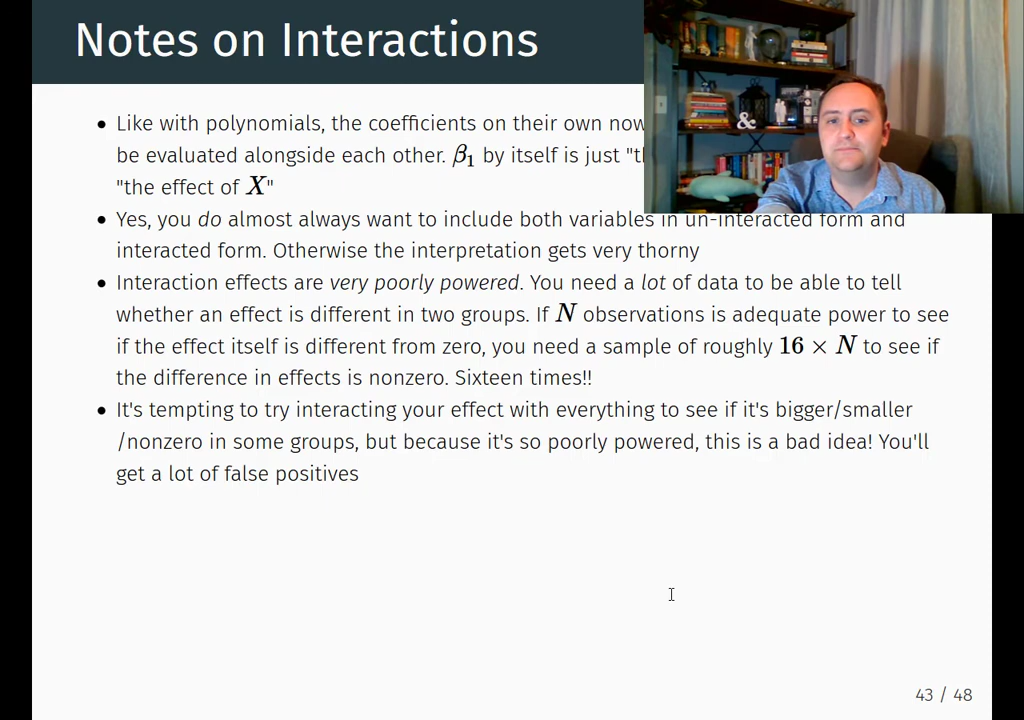 Notes on Interactions
Like with polynomials, the coefficients on their own now
be evaluated alongside each other. β₁ by itself is just "t
"the effect of X"
Yes, you do almost always want to include both variables in un-interacted form and
interacted form. Otherwise the interpretation gets very thorny
Interaction effects are very poorly powered. You need a lot of data to be able to tell
whether an effect is different in two groups. If N observations is adequate power to see
if the effect itself is different from zero, you need a sample of roughly 16 × N to see if
the difference in effects is nonzero. Sixteen times!!
It's tempting to try interacting your effect with everything to see if it's bigger/smaller
/nonzero in some groups, but because it's so poorly powered, this is a bad idea! You'll
get a lot of false positives
&
43 / 48